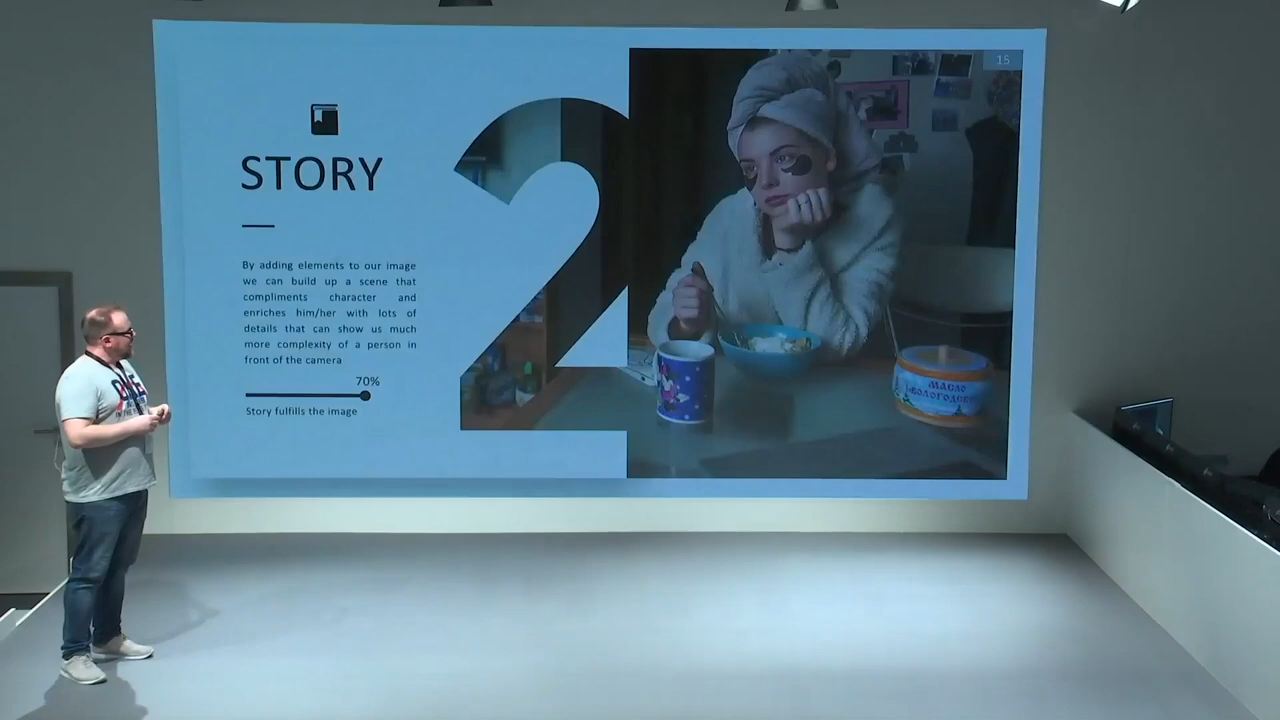 15
STORY
2
By adding elements to our image
we can build up a scene that
compliments character and
enriches him/her with lots of
details that can show us much
more complexity of a person in
front of the camera
70%
Story fulfills the image
МАСЛО